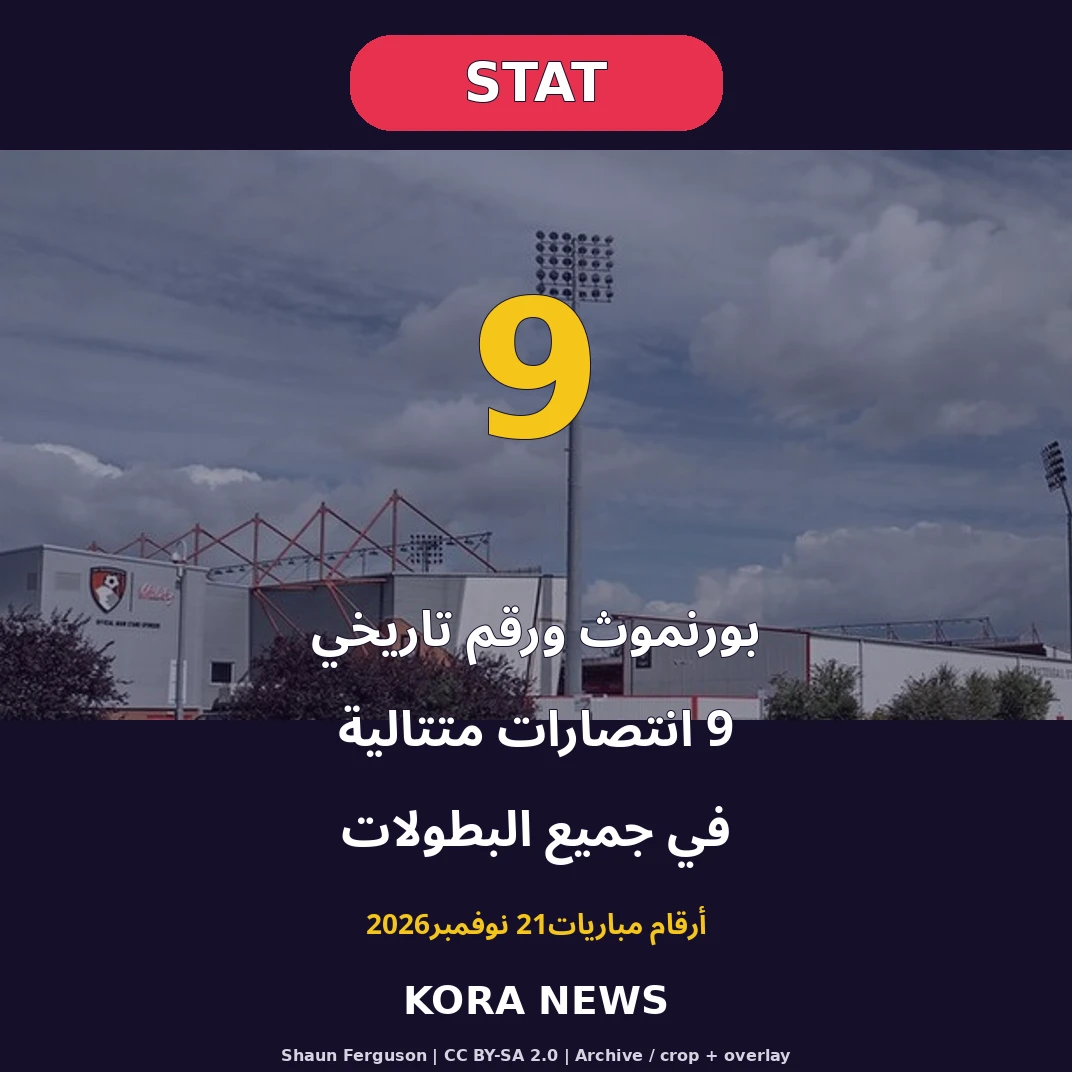 STAT
9
بورنموث ورقم تاريخي
9 انتصارات متتالية
في جميع البطولات
أرقام مباريات21 نوفمبر2026
KORA NEWS
Shaun Ferguson | CC BY-SA 2.0 | Archive / crop + overlay